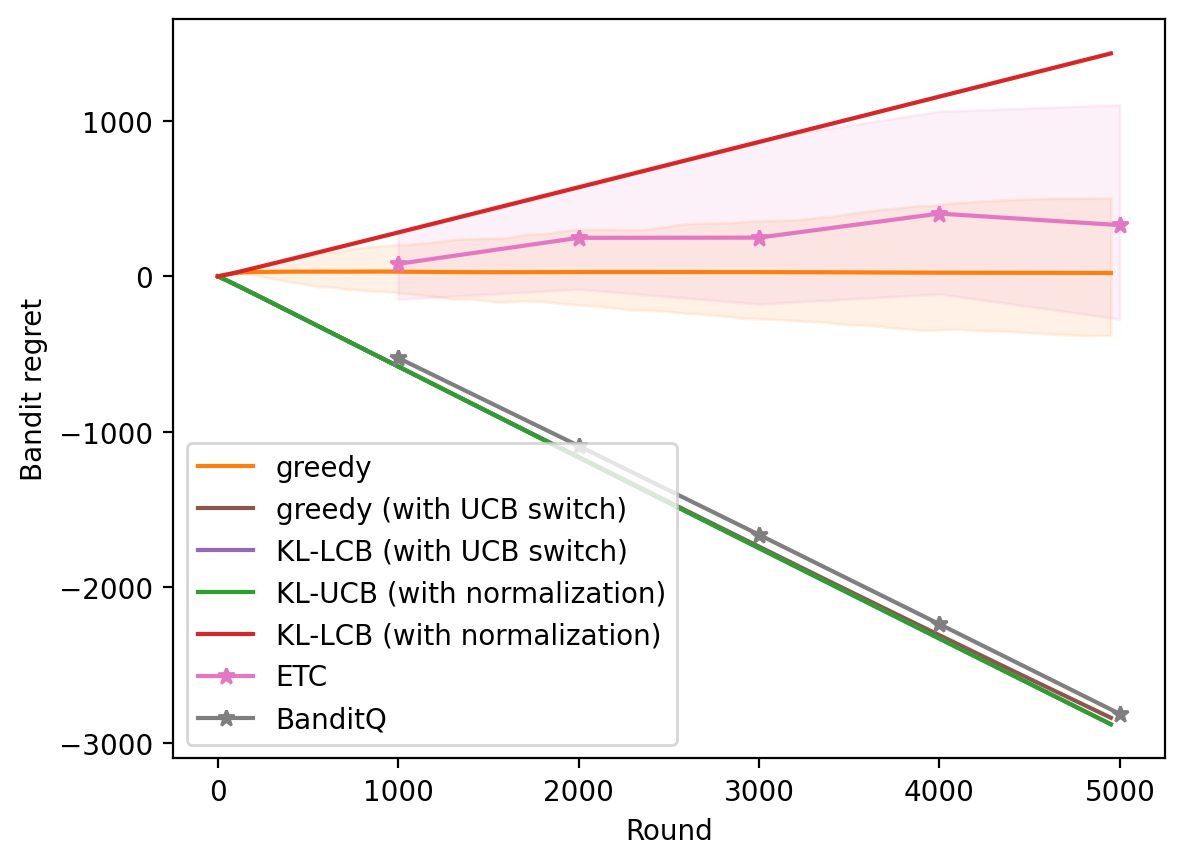 1000
0
−1000
−2000
−3000
Bandit regret
greedy
greedy (with UCB switch)
KL-LCB (with UCB switch)
KL-UCB (with normalization)
KL-LCB (with normalization)
ETC
BanditQ
0 1000 2000 3000 4000 5000
Round